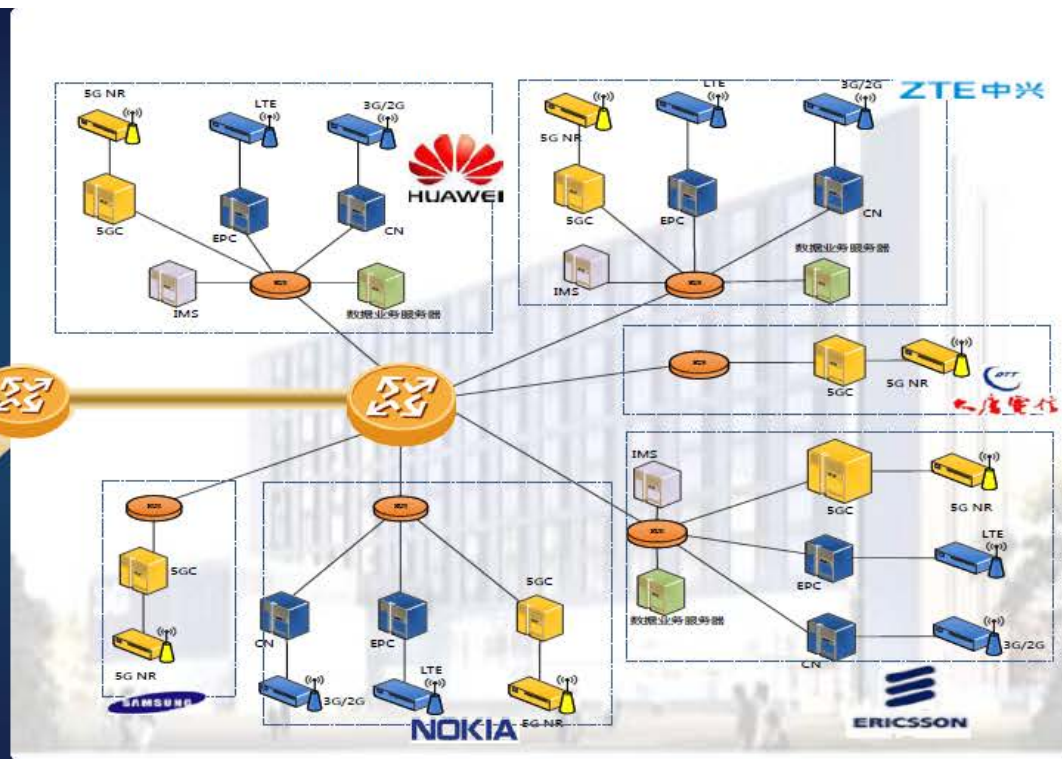 5G NR
LTE
3G/2G
HUAWEI
5GC
EPC
CN
IMS
数据业务服务器
LTE
3G/2G
ZTE中兴
5G NR
5GC
EPC
CN
数据业务服务器
IMS
5GC
5G NR
DTT
大唐电信
IMS
5GC
5G NR
LTE
EPC
数据业务服务器
CN
3G/2G
ERICSSON
5GC
5G NR
SAMSUNG
5GC
CN
EPC
LTE
3G/2G
5G NR
NOKIA